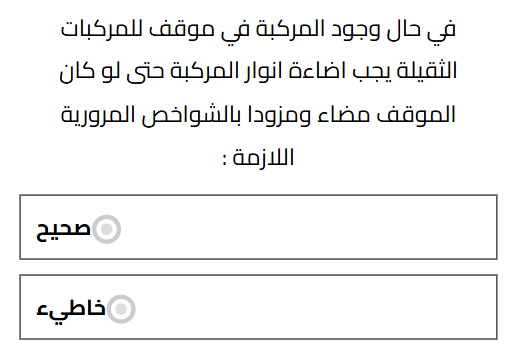 في حال وجود المركبة في موقف للمركبات
الثقيلة يجب اضاءة انوار المركبة حتى لو كان
الموقف مضاء ومزودا بالشواخص المرورية
اللازمة :
صحيح
خاطيء